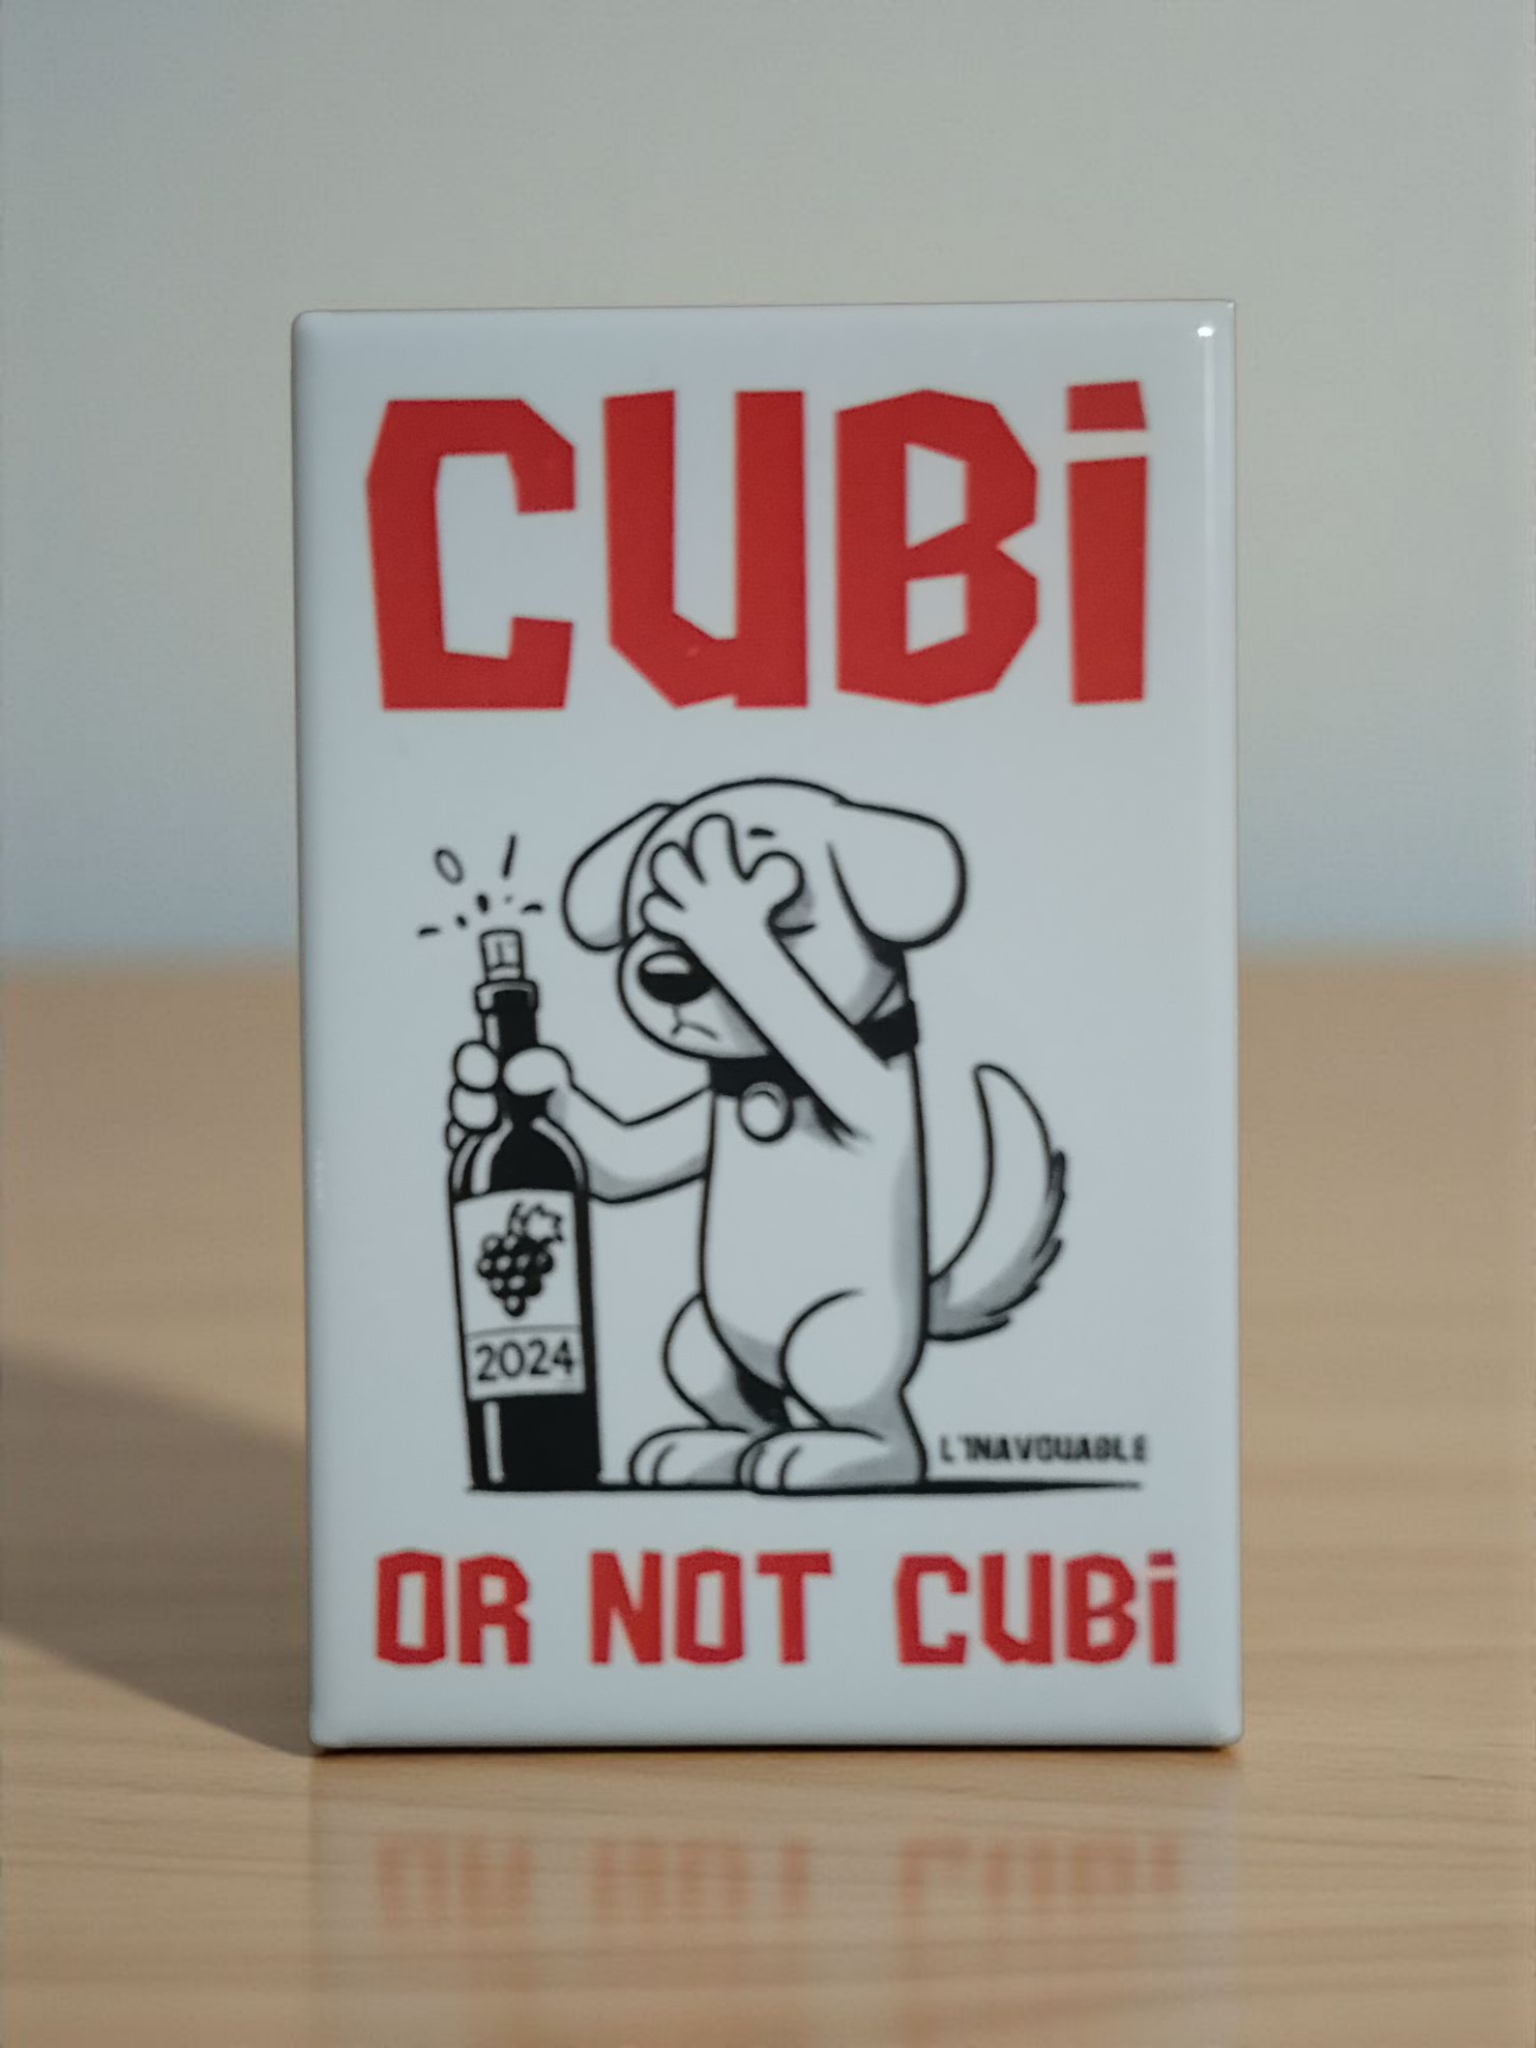 CUBi
2024
L'INAVOUABLE
OR NOT CUBi